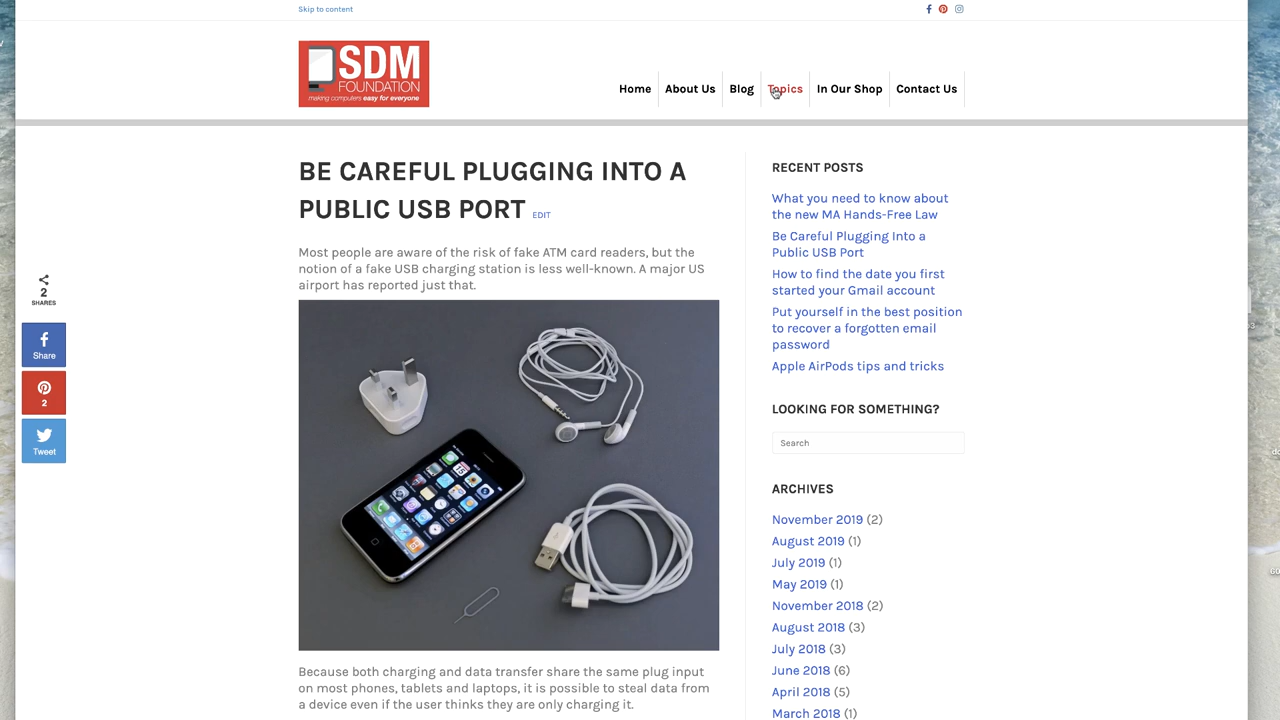 Skip to content
SDM
FOUNDATION
making computers easy for everyone
Home
About Us
Blog
Topics
In Our Shop
Contact Us
BE CAREFUL PLUGGING INTO A
PUBLIC USB PORT EDIT
Most people are aware of the risk of fake ATM card readers, but the
notion of a fake USB charging station is less well-known. A major US
airport has reported just that.
2
SHARES
Share
2
Tweet
Because both charging and data transfer share the same plug input
on most phones, tablets and laptops, it is possible to steal data from
a device even if the user thinks they are only charging it.
RECENT POSTS
What you need to know about
the new MA Hands-Free Law
Be Careful Plugging Into a
Public USB Port
How to find the date you first
started your Gmail account
Put yourself in the best position
to recover a forgotten email
password
Apple AirPods tips and tricks
LOOKING FOR SOMETHING?
Search
ARCHIVES
November 2019 (2)
August 2019 (1)
July 2019 (1)
May 2019 (1)
November 2018 (2)
August 2018 (3)
July 2018 (3)
June 2018 (6)
April 2018 (5)
March 2018 (1)